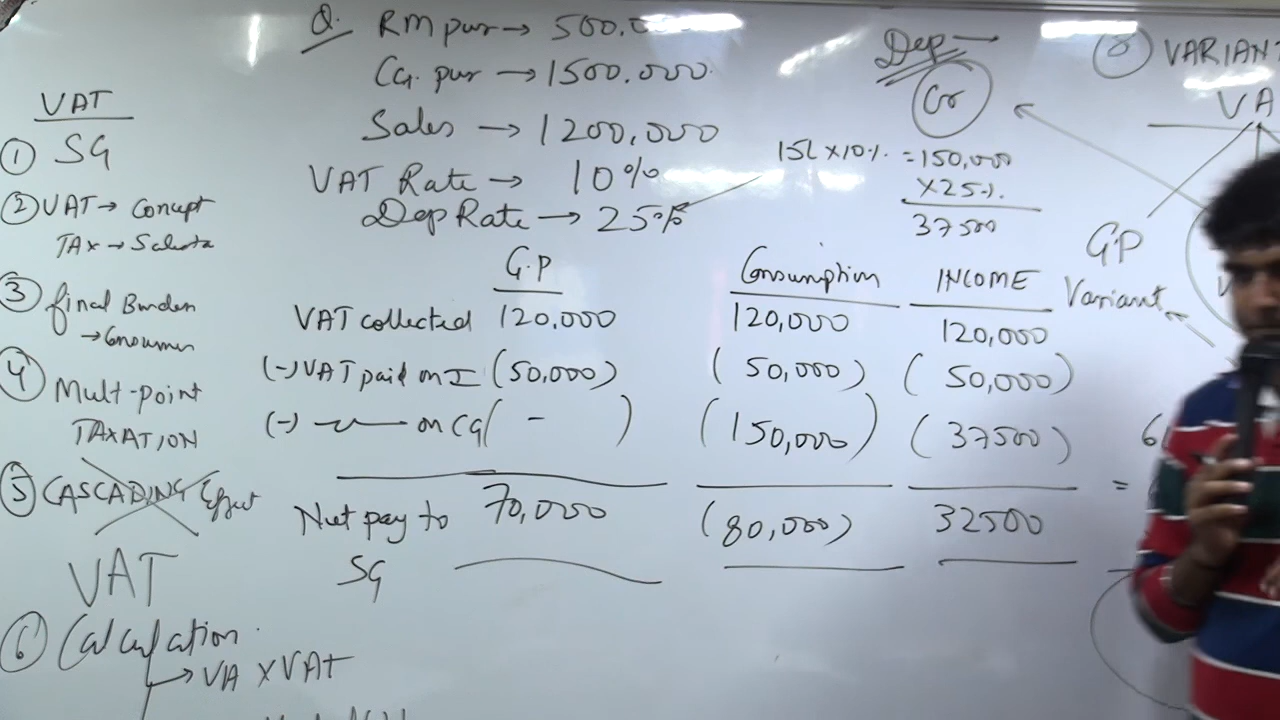 VAT
① SG
② VAT → Concept
TAX →
③ Final Burden
→ Consumer
④ Mult-point
TAXATION
⑤ CASCADING Effect
VAT
⑥ Calculation
→ VA X VAT
Q. RM pur → 500.0
CG. pur → 1500.000
Sales → 1200,000
VAT Rate → 10%
Dep Rate → 25%
G.P
VAT collected 120,000
(-) VAT paid on I (50,000)
(-) on CG ( - )
Net pay to 70,000
SG
Consumption
120,000
( 50,000 )
( 150,000 )
( 80,000 )
INCOME
120,000
( 50,000 )
( 37500 )
32500
Dep →
Gr
15L X 10% = 150,000
X 25%
37500
⑧ VARIAN
VA
GP
Variant
=